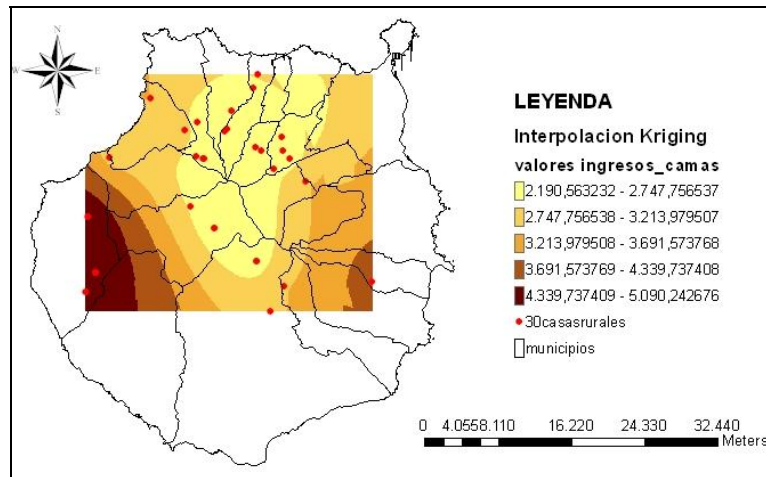 N
W E
S
LEYENDA
Interpolacion Kriging
valores ingresos_camas
2.190,563232 - 2.747,756537
2.747,756538 - 3.213,979507
3.213,979508 - 3.691,573768
3.691,573769 - 4.339,737408
4.339,737409 - 5.090,242676
30casasrurales
municipios
0 4.0558.110 16.220 24.330 32.440
Meters